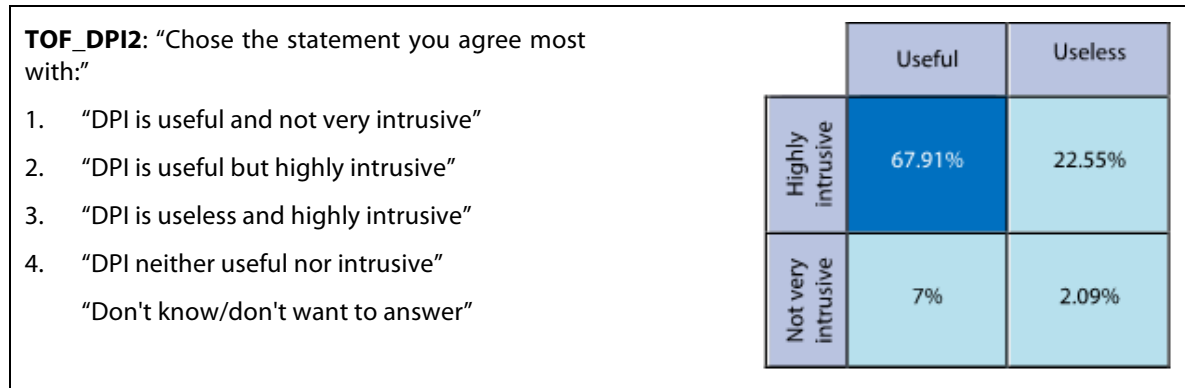 TOF_DPI2: “Chose the statement you agree most
with:”
1. “DPI is useful and not very intrusive”
2. “DPI is useful but highly intrusive”
3. “DPI is useless and highly intrusive”
4. “DPI neither useful nor intrusive”
“Don't know/don't want to answer”
Useful Useless
Highly
intrusive
67.91% 22.55%
Not very
intrusive
7% 2.09%